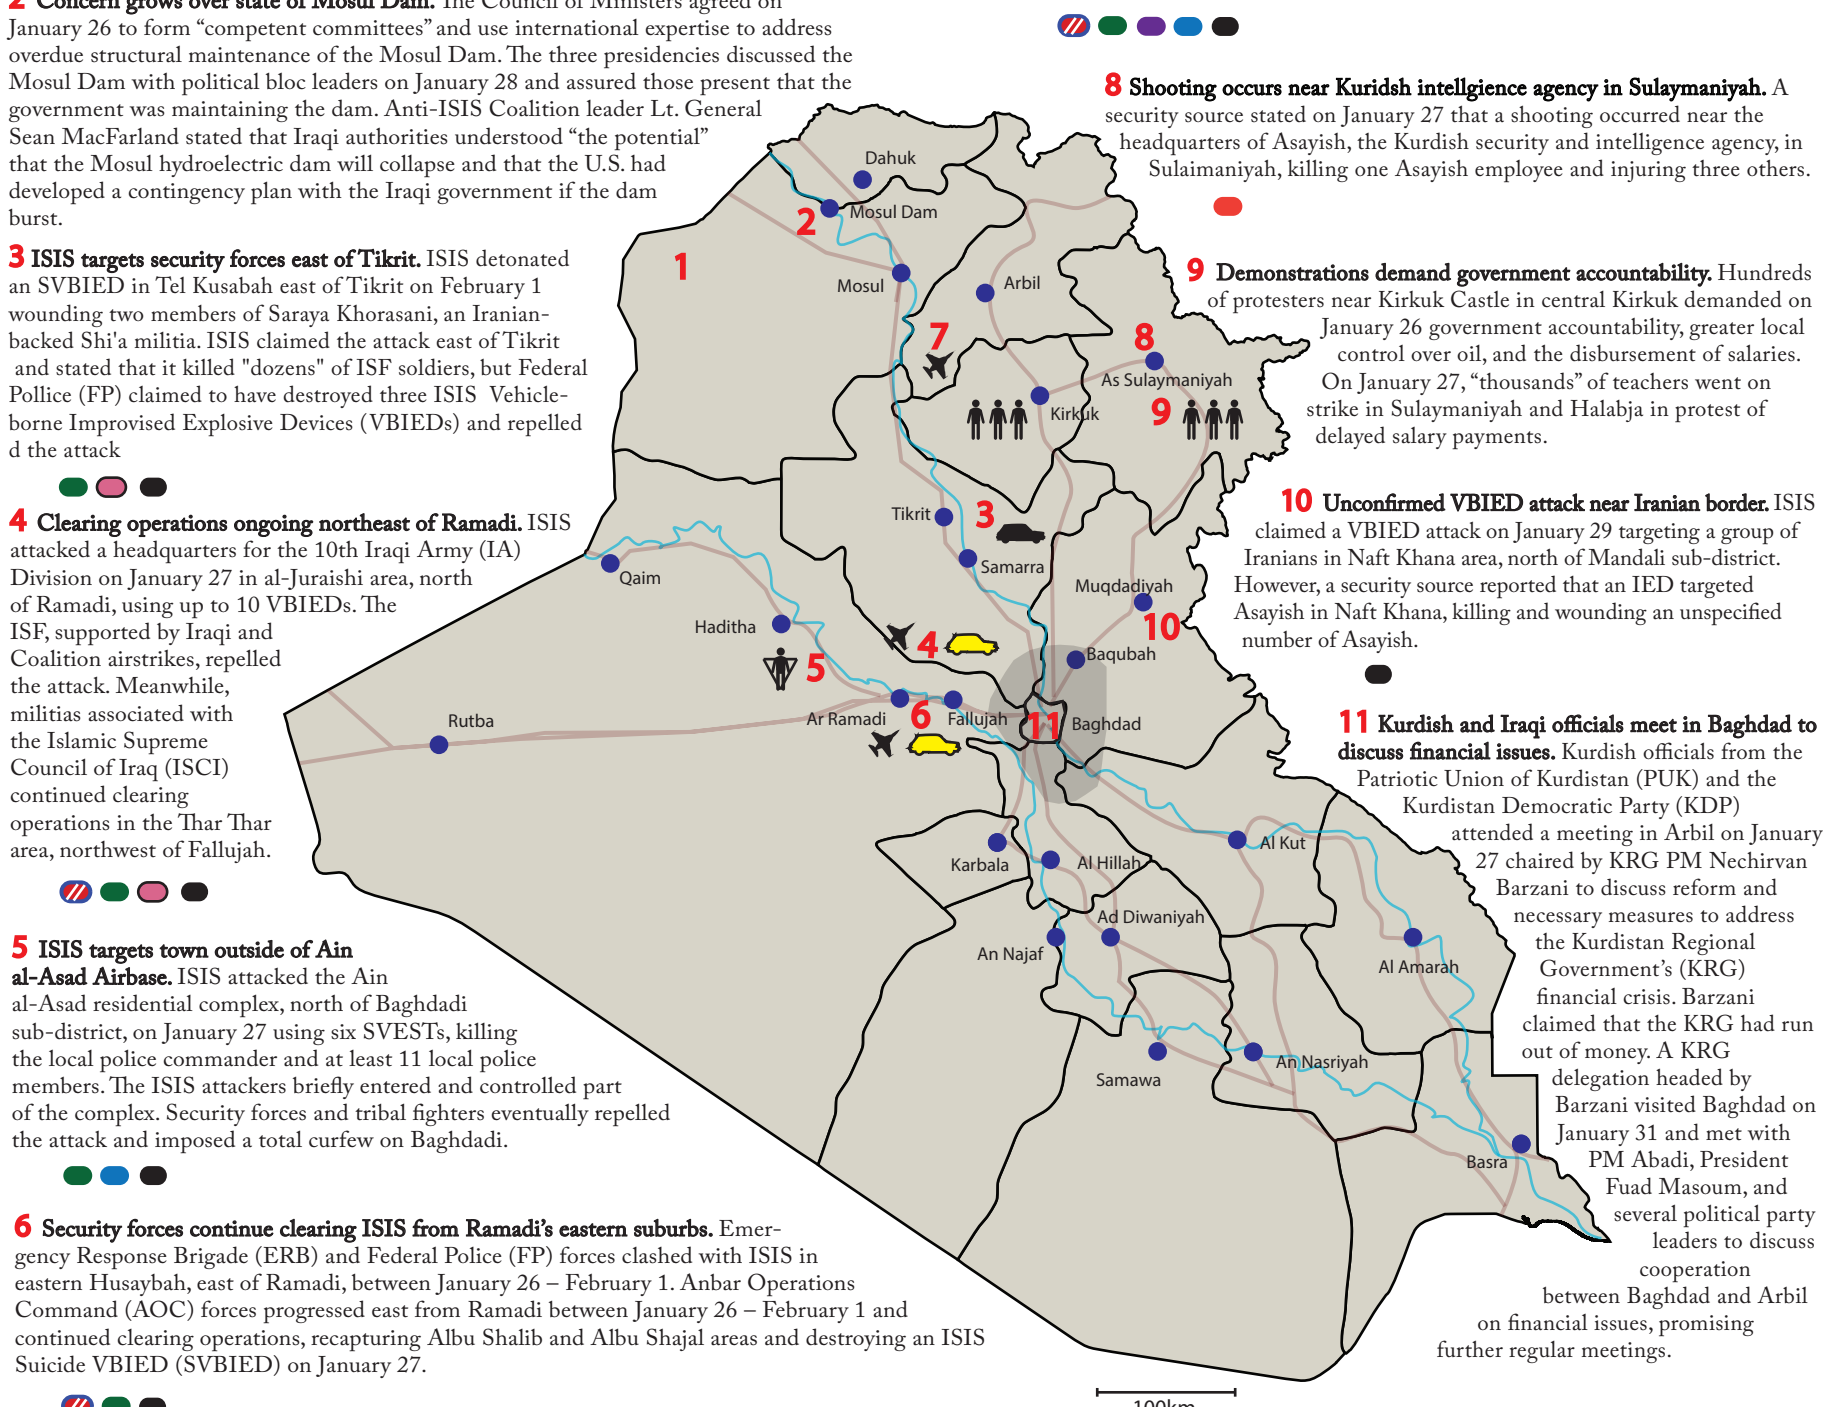 2 Concern grows over state of Mosul Dam. The Council of Ministers agreed on
January 26 to form “competent committees” and use international expertise to address
overdue structural maintenance of the Mosul Dam. The three presidencies discussed the
Mosul Dam with political bloc leaders on January 28 and assured those present that the
government was maintaining the dam. Anti-ISIS Coalition leader Lt. General
Sean MacFarland stated that Iraqi authorities understood “the potential”
that the Mosul hydroelectric dam will collapse and that the U.S. had
developed a contingency plan with the Iraqi government if the dam
burst.
3 ISIS targets security forces east of Tikrit. ISIS detonated
an SVBIED in Tel Kusabah east of Tikrit on February 1
wounding two members of Saraya Khorasani, an Iranian-
backed Shi'a militia. ISIS claimed the attack east of Tikrit
and stated that it killed "dozens" of ISF soldiers, but Federal
Pollice (FP) claimed to have destroyed three ISIS Vehicle-
borne Improvised Explosive Devices (VBIEDs) and repelled
d the attack
4 Clearing operations ongoing northeast of Ramadi. ISIS
attacked a headquarters for the 10th Iraqi Army (IA)
Division on January 27 in al-Juraishi area, north
of Ramadi, using up to 10 VBIEDs. The
ISF, supported by Iraqi and
Coalition airstrikes, repelled
the attack. Meanwhile,
militias associated with
the Islamic Supreme
Council of Iraq (ISCI)
continued clearing
operations in the Thar Thar
area, northwest of Fallujah.
5 ISIS targets town outside of Ain
al-Asad Airbase. ISIS attacked the Ain
al-Asad residential complex, north of Baghdadi
sub-district, on January 27 using six SVESTs, killing
the local police commander and at least 11 local police
members. The ISIS attackers briefly entered and controlled part
of the complex. Security forces and tribal fighters eventually repelled
the attack and imposed a total curfew on Baghdadi.
6 Security forces continue clearing ISIS from Ramadi’s eastern suburbs. Emer-
gency Response Brigade (ERB) and Federal Police (FP) forces clashed with ISIS in
eastern Husaybah, east of Ramadi, between January 26 – February 1. Anbar Operations
Command (AOC) forces progressed east from Ramadi between January 26 – February 1 and
continued clearing operations, recapturing Albu Shalib and Albu Shajal areas and destroying an ISIS
Suicide VBIED (SVBIED) on January 27.
8 Shooting occurs near Kuridsh intellgience agency in Sulaymaniyah. A
security source stated on January 27 that a shooting occurred near the
headquarters of Asayish, the Kurdish security and intelligence agency, in
Sulaimaniyah, killing one Asayish employee and injuring three others.
9 Demonstrations demand government accountability. Hundreds
of protesters near Kirkuk Castle in central Kirkuk demanded on
January 26 government accountability, greater local
control over oil, and the disbursement of salaries.
On January 27, “thousands” of teachers went on
strike in Sulaymaniyah and Halabja in protest of
delayed salary payments.
10 Unconfirmed VBIED attack near Iranian border. ISIS
claimed a VBIED attack on January 29 targeting a group of
Iranians in Naft Khana area, north of Mandali sub-district.
However, a security source reported that an IED targeted
Asayish in Naft Khana, killing and wounding an unspecified
number of Asayish.
11 Kurdish and Iraqi officials meet in Baghdad to
discuss financial issues. Kurdish officials from the
Patriotic Union of Kurdistan (PUK) and the
Kurdistan Democratic Party (KDP)
attended a meeting in Arbil on January
27 chaired by KRG PM Nechirvan
Barzani to discuss reform and
necessary measures to address
the Kurdistan Regional
Government’s (KRG)
financial crisis. Barzani
claimed that the KRG had run
out of money. A KRG
delegation headed by
Barzani visited Baghdad on
January 31 and met with
PM Abadi, President
Fuad Masoum, and
several political party
leaders to discuss
cooperation
between Baghdad and Arbil
on financial issues, promising
further regular meetings.
Dahuk
2 Mosul Dam
1
Mosul
Arbil
7
8
As Sulaymaniyah
Kirkuk
9
Tikrit
3
Samarra
Qaim
Muqdadiyah
10
Haditha
4
5
Baqubah
Rutba
Ar Ramadi
6
Fallujah
11
Baghdad
Karbala
Al Hillah
Al Kut
Ad Diwaniyah
An Najaf
Al Amarah
Samawa
An Nasriyah
Basra
100km